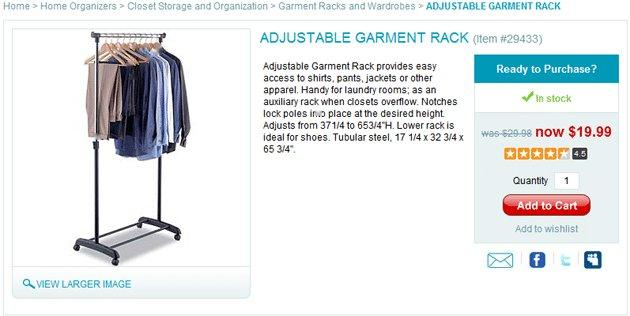 Home > Home Organizers > Closet Storage and Organization > Garment Racks and Wardrobes > ADJUSTABLE GARMENT RACK
ADJUSTABLE GARMENT RACK (Item #29433)
Adjustable Garment Rack provides easy
access to shirts, pants, jackets or other
apparel. Handy for laundry rooms; as an
auxiliary rack when closets overflow. Notches
lock poles into place at the desired height.
Adjusts from 371/4 to 653/4"H. Lower rack is
ideal for shoes. Tubular steel, 17 1/4 x 32 3/4 x
65 3/4".
VIEW LARGER IMAGE
Ready to Purchase?
In stock
was $29.98 now $19.99
4.5
Quantity 1
Add to Cart
Add to wishlist
f
t